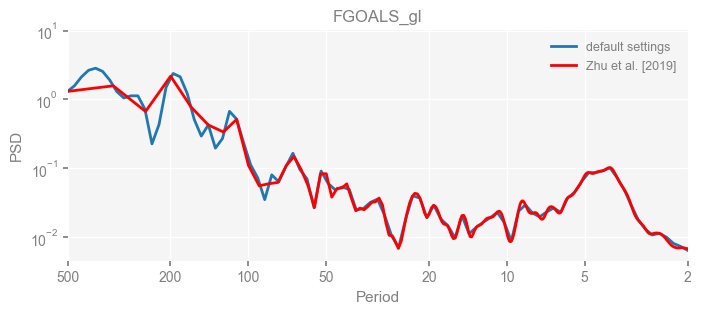 FGOALS_gl
default settings
Zhu et al. [2019]
PSD
10^1
10^0
10^-1
10^-2
500 200 100 50 20 10 5 2
Period